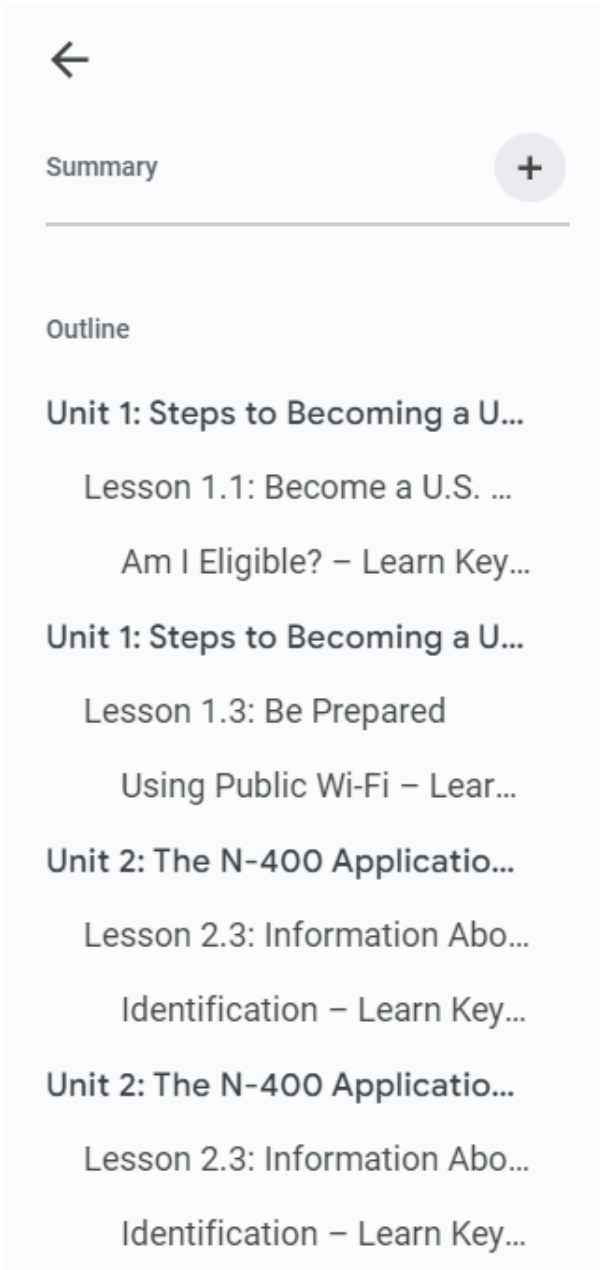 Summary
Outline
Unit 1: Steps to Becoming a U...
Lesson 1.1: Become a U.S. ...
Am I Eligible? – Learn Key...
Unit 1: Steps to Becoming a U...
Lesson 1.3: Be Prepared
Using Public Wi-Fi – Lear...
Unit 2: The N-400 Applicatio...
Lesson 2.3: Information Abo...
Identification – Learn Key...
Unit 2: The N-400 Applicatio...
Lesson 2.3: Information Abo...
Identification – Learn Key...